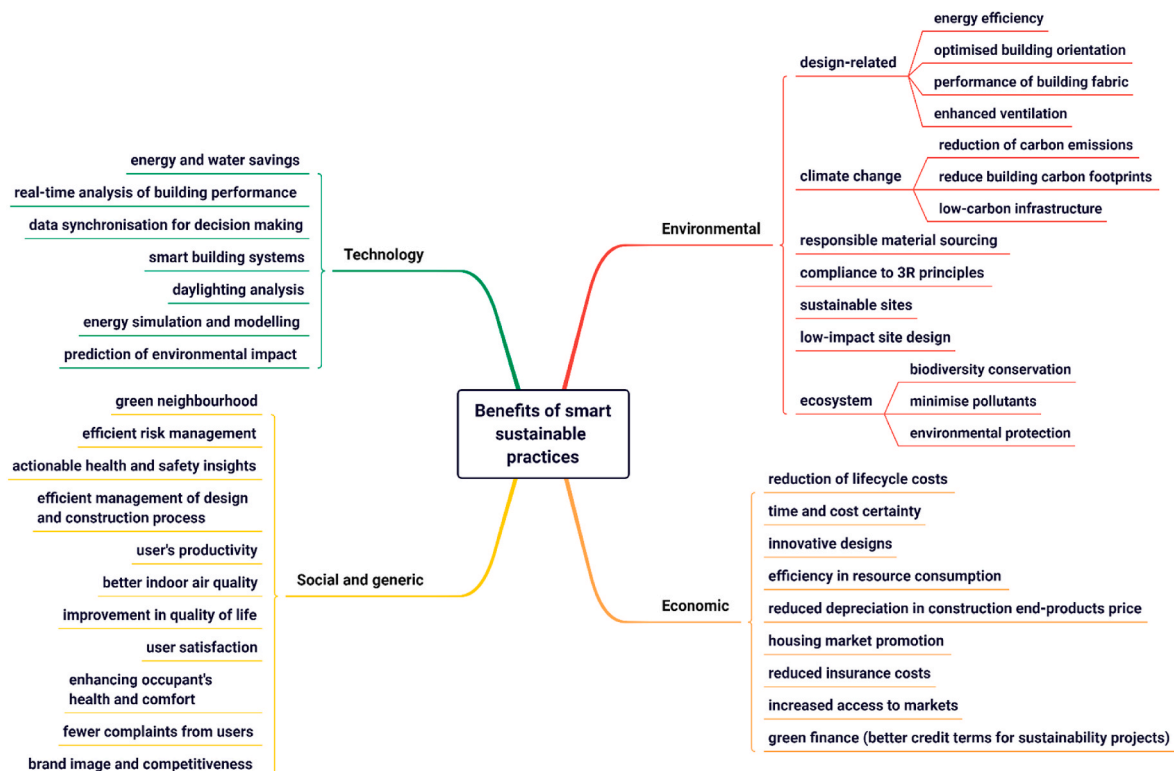 Benefits of smart
sustainable
practices
Technology
energy and water savings
real-time analysis of building performance
data synchronisation for decision making
smart building systems
daylighting analysis
energy simulation and modelling
prediction of environmental impact
Social and generic
green neighbourhood
efficient risk management
actionable health and safety insights
efficient management of design
and construction process
user's productivity
better indoor air quality
improvement in quality of life
user satisfaction
enhancing occupant's
health and comfort
fewer complaints from users
brand image and competitiveness
Environmental
design-related
energy efficiency
optimised building orientation
performance of building fabric
enhanced ventilation
climate change
reduction of carbon emissions
reduce building carbon footprints
low-carbon infrastructure
responsible material sourcing
compliance to 3R principles
sustainable sites
low-impact site design
ecosystem
biodiversity conservation
minimise pollutants
environmental protection
Economic
reduction of lifecycle costs
time and cost certainty
innovative designs
efficiency in resource consumption
reduced depreciation in construction end-products price
housing market promotion
reduced insurance costs
increased access to markets
green finance (better credit terms for sustainability projects)